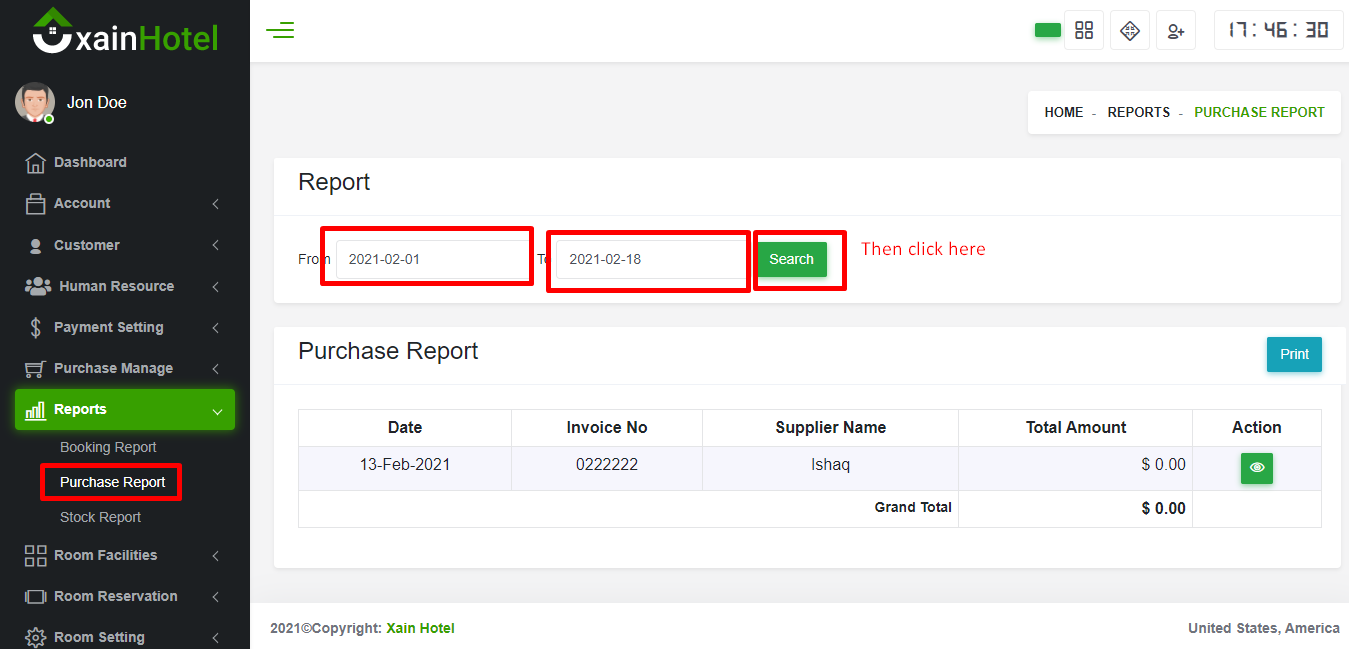 xainHotel
17:46:30
Jon Doe
HOME - REPORTS - PURCHASE REPORT
Dashboard
Account
Customer
Human Resource
Payment Setting
Purchase Manage
Reports
Booking Report
Purchase Report
Stock Report
Room Facilities
Room Reservation
Room Setting
Report
From 2021-02-01 To 2021-02-18 Search Then click here
Purchase Report Print
Date Invoice No Supplier Name Total Amount Action
13-Feb-2021 0222222 Ishaq $ 0.00
Grand Total $ 0.00
2021©Copyright: Xain Hotel United States, America